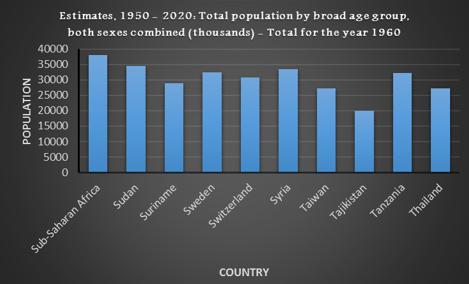 Estimates, 1950 – 2020: Total population by broad age group,
both sexes combined (thousands) – Total for the year 1960
40000
35000
30000
25000
20000
15000
10000
5000
0
POPULATION
Sub-Saharan Africa
Sudan
Suriname
Sweden
Switzerland
Syria
Taiwan
Tajikistan
Tanzania
Thailand
COUNTRY